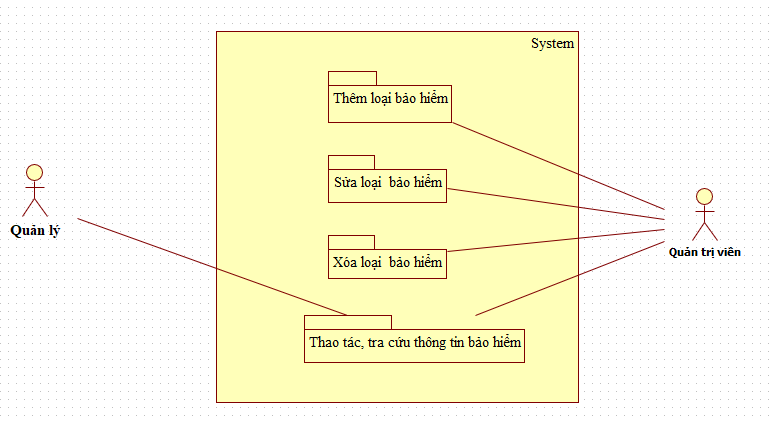 System
Thêm loại bảo hiểm
Sửa loại  bảo hiểm
Xóa loại  bảo hiểm
Thao tác, tra cứu thông tin bảo hiểm
Quản lý
Quản trị viên